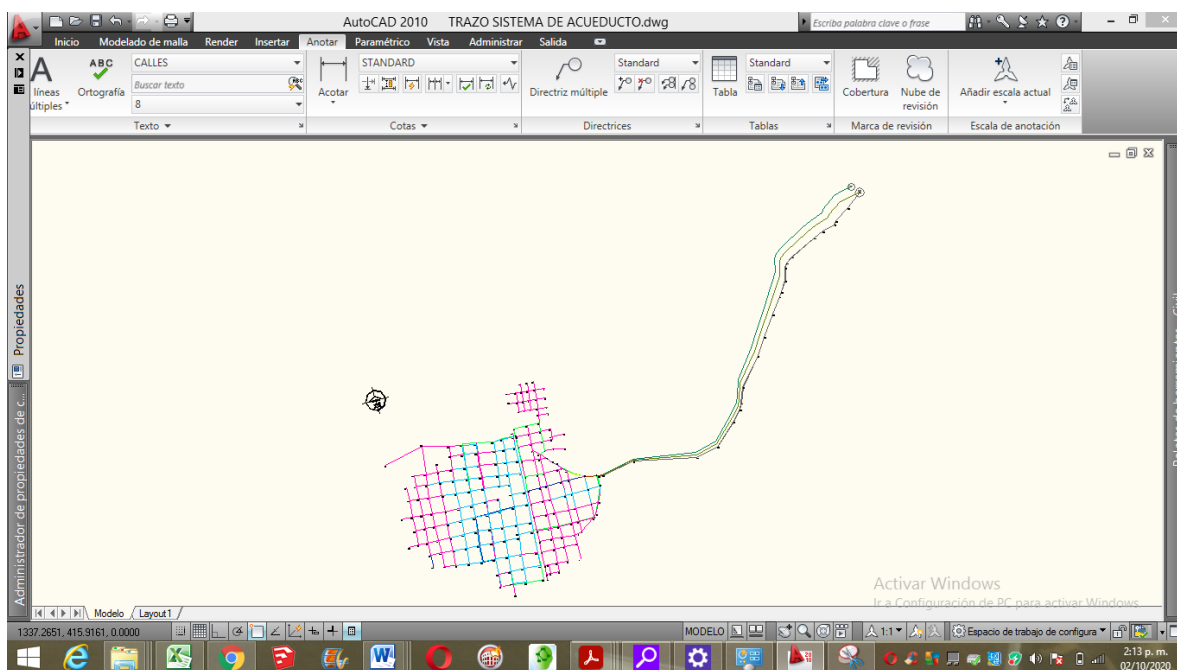 AutoCAD 2010 TRAZO SISTEMA DE ACUEDUCTO.dwg
Escriba palabra clave o frase
Inicio Modelado de malla Render Insertar Anotar Paramétrico Vista Administrar Salida
A ABC CALLES STANDARD Standard Standard
líneas Ortografía Buscar texto Acotar Directriz múltiple Tabla Cobertura Nube de Añadir escala actual
últiples 8 revisión
Texto Cotas Directrices Tablas Marca de revisión Escala de anotación
Propiedades
Administrador de propiedades de c...
Activar Windows
Ir a Configuración de PC para activar Windows.
Modelo Layout1
1337.2651, 415.9161, 0.0000 MODELO 1:1 Espacio de trabajo de configura
2:13 p. m.
02/10/2020